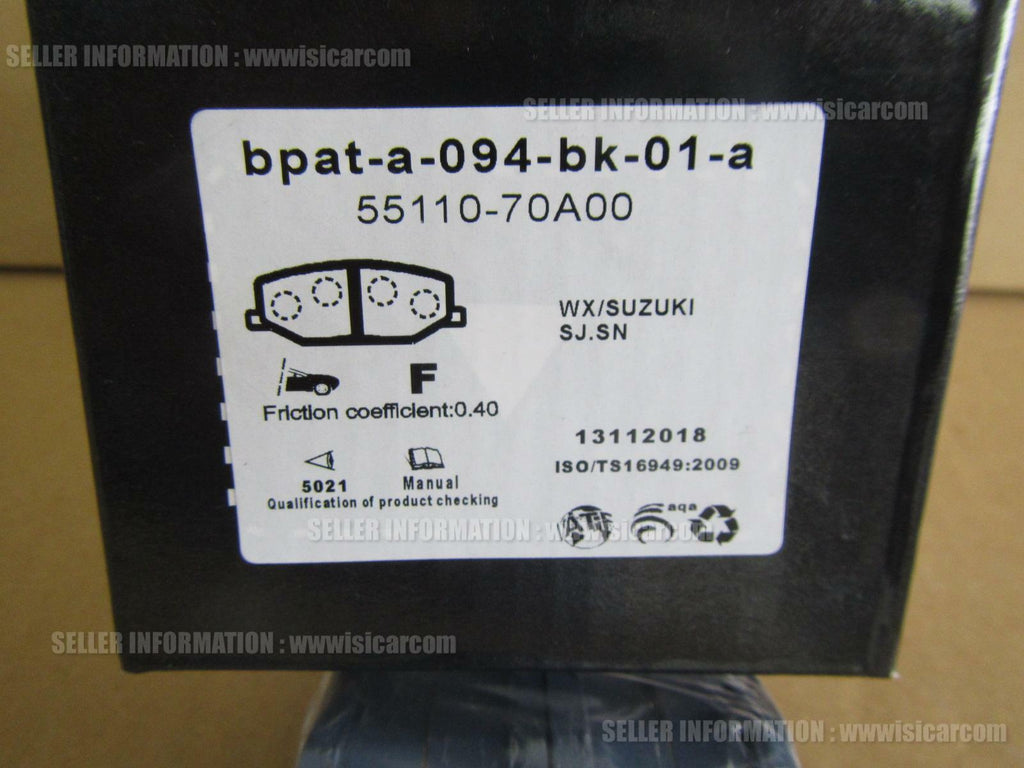 SELLER INFORMATION : wwwisicarcom
SELLER INFORMATION : wwwisicarcom
bpat-a-094-bk-01-a
55110-70A00
WX/SUZUKI
SJ.SN
F
Friction coefficient:0.40
13112018
ISO/TS16949:2009
5021
Manual
Qualification of product checking
ATE
aqa
SELLER INFORMATION : wwwisicarcom
SELLER INFORMATION : wwwisicarcom
SELLER INFORMATION : wwwisicarcom